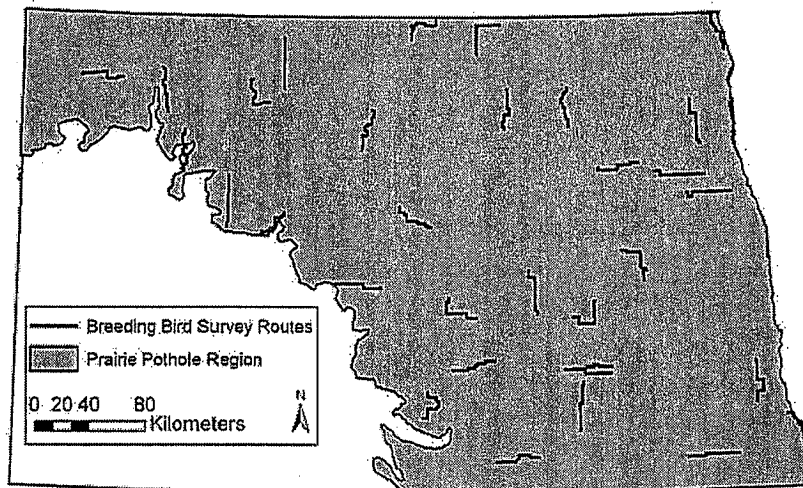 Breeding Bird Survey Routes
Prairie Pothole Region
N
0 20 40 80
Kilometers